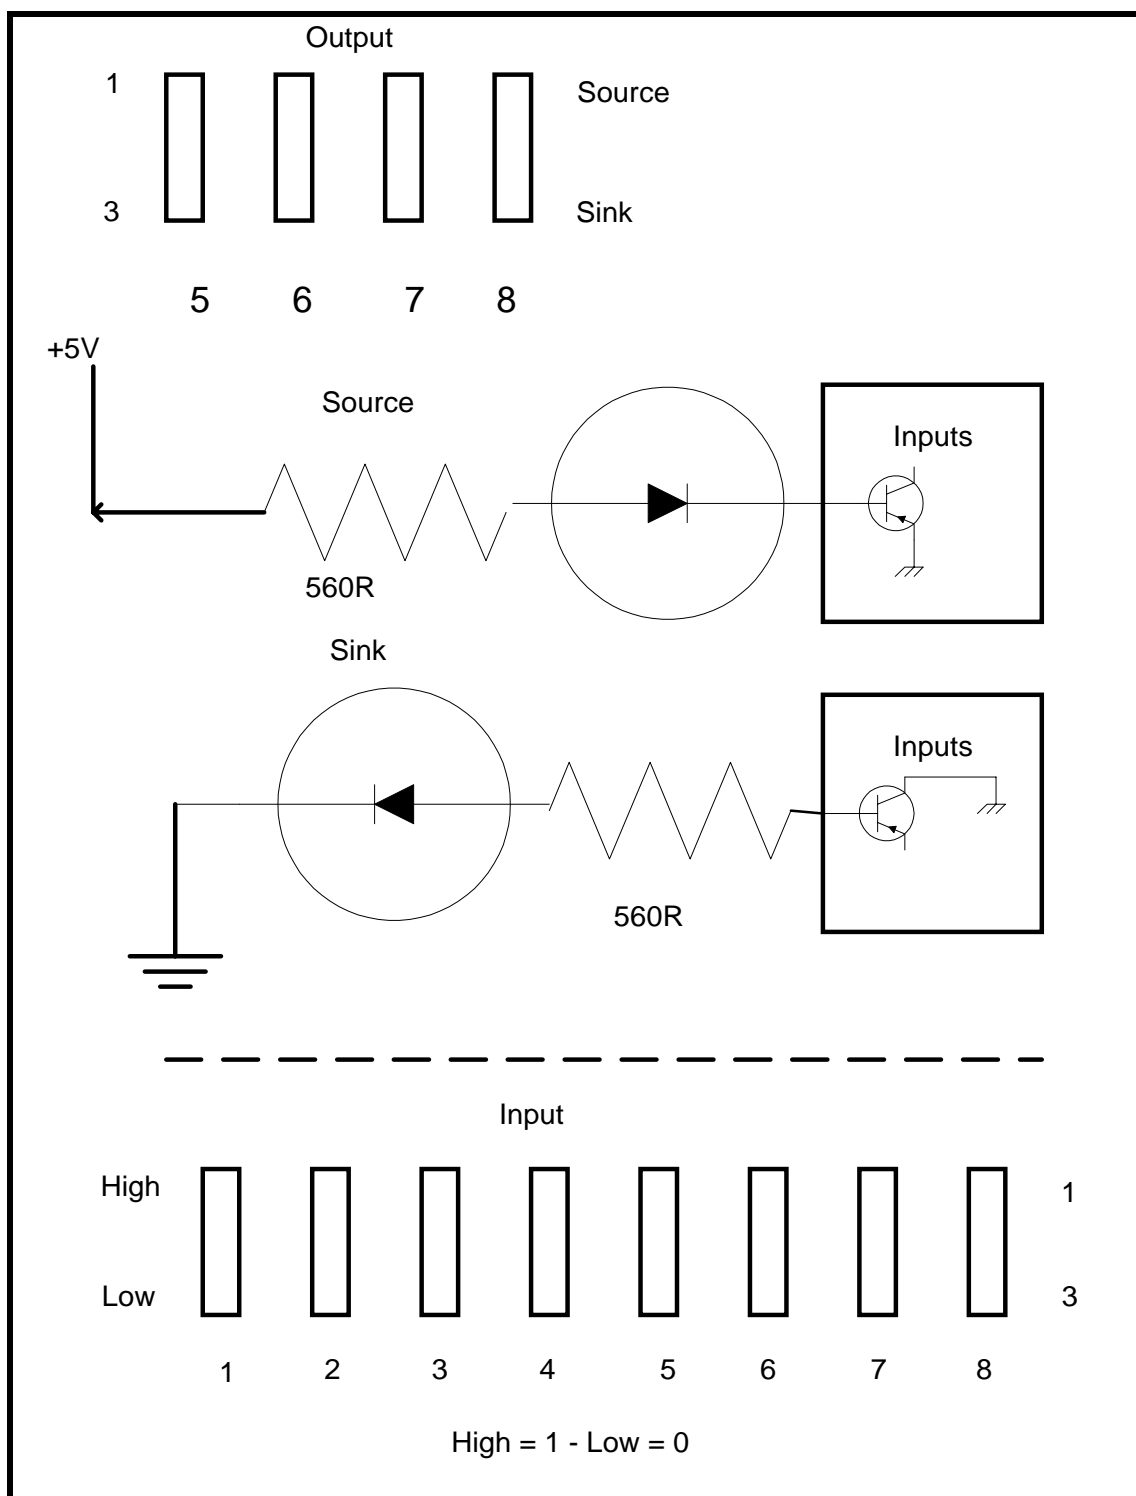 Output
1
Source
3
Sink
5 6 7 8
+5V
Source
Inputs
560R
Sink
Inputs
560R
Input
High
1
Low
3
1 2 3 4 5 6 7 8
High = 1 - Low = 0